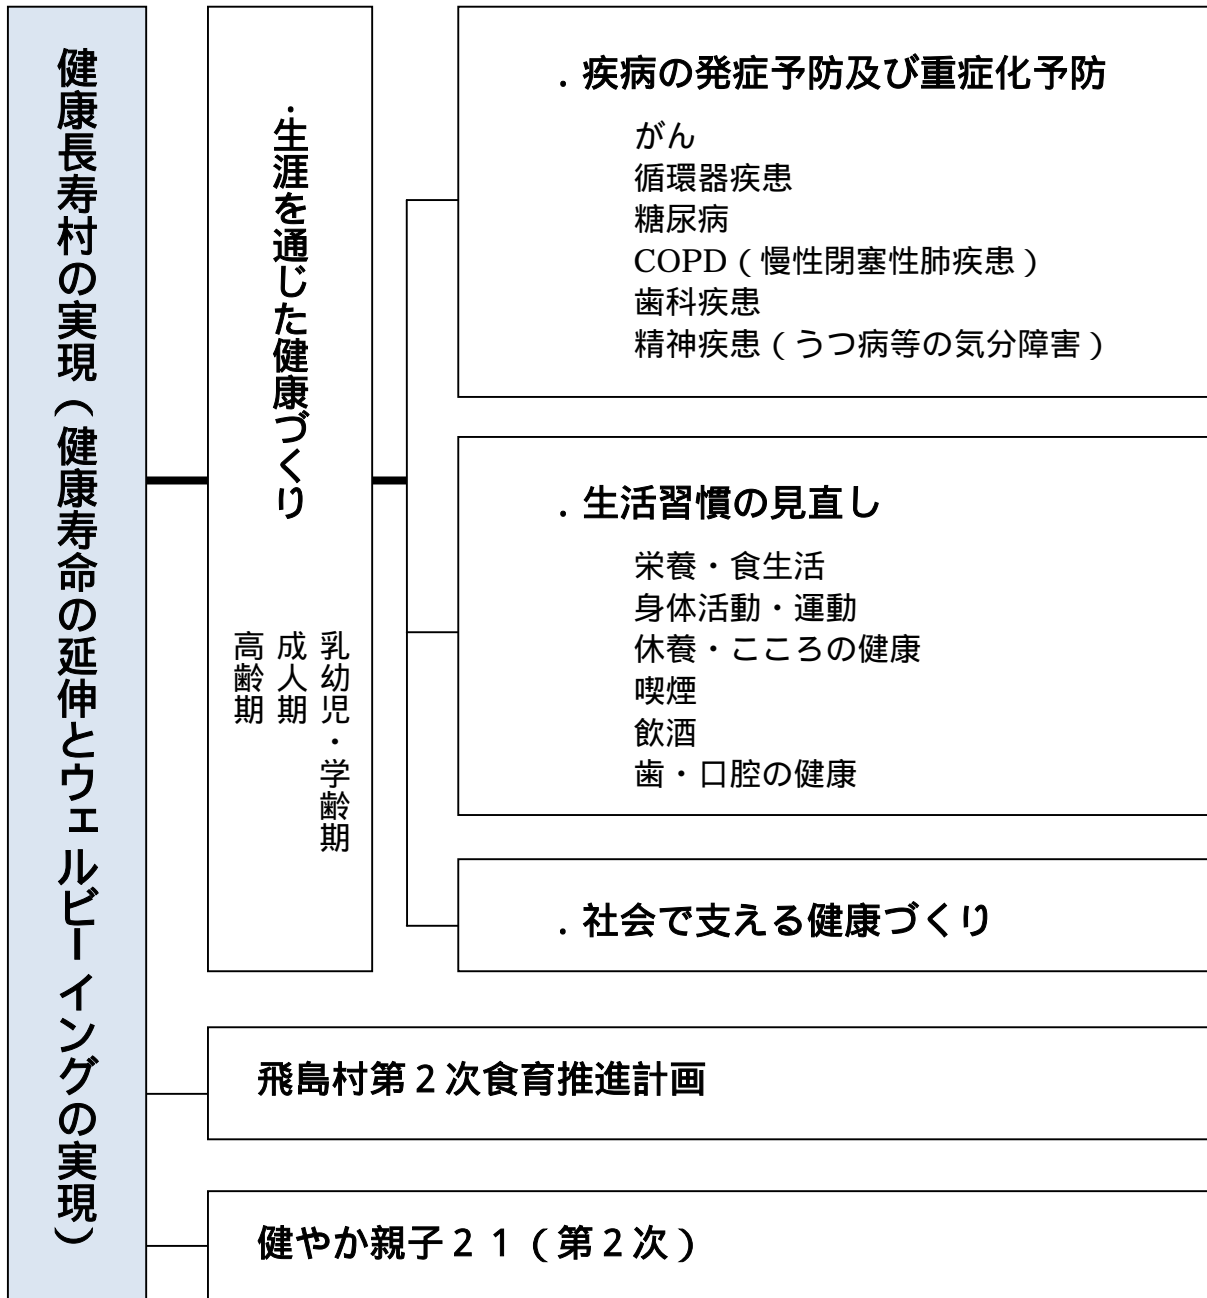 健康長寿村の実現(健康寿命の延伸とウェルビーイングの実現)
.生涯を通じた健康づくり
乳幼児・学齢期
成人期
高齢期
. 疾病の発症予防及び重症化予防
がん
循環器疾患
糖尿病
COPD(慢性閉塞性肺疾患)
歯科疾患
精神疾患(うつ病等の気分障害)
. 生活習慣の見直し
栄養・食生活
身体活動・運動
休養・こころの健康
喫煙
飲酒
歯・口腔の健康
. 社会で支える健康づくり
飛島村第2次食育推進計画
健やか親子21(第2次)